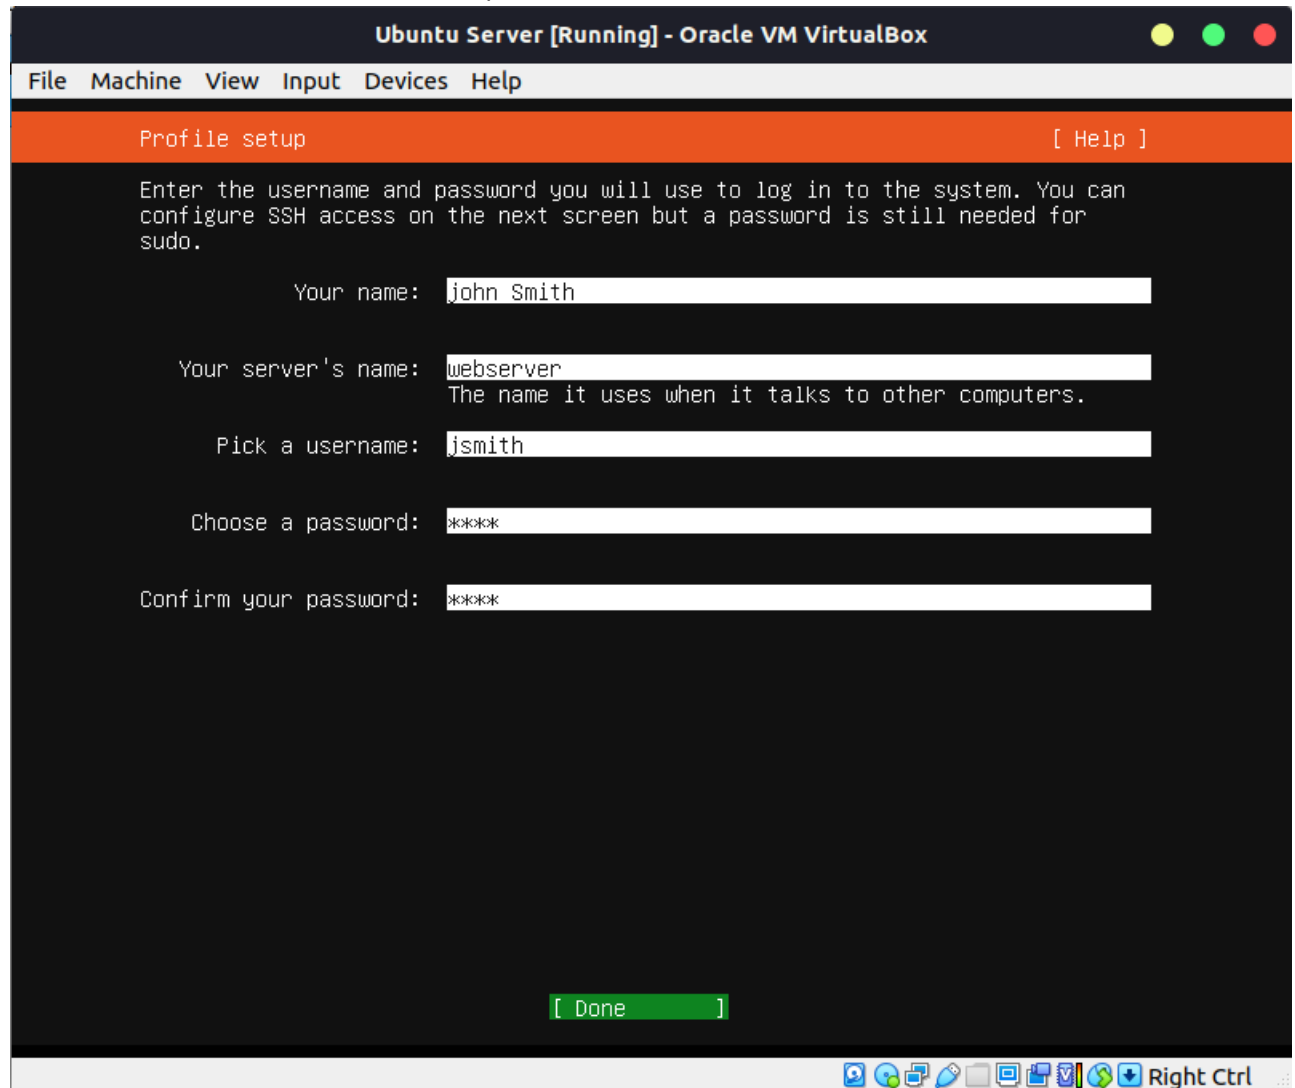 Ubuntu Server [Running] - Oracle VM VirtualBox
File Machine View Input Devices Help
Profile setup [ Help ]
Enter the username and password you will use to log in to the system. You can
configure SSH access on the next screen but a password is still needed for
sudo.
Your name: john Smith
Your server's name: webserver
The name it uses when it talks to other computers.
Pick a username: jsmith
Choose a password: ****
Confirm your password: ****
[ Done ]
Right Ctrl